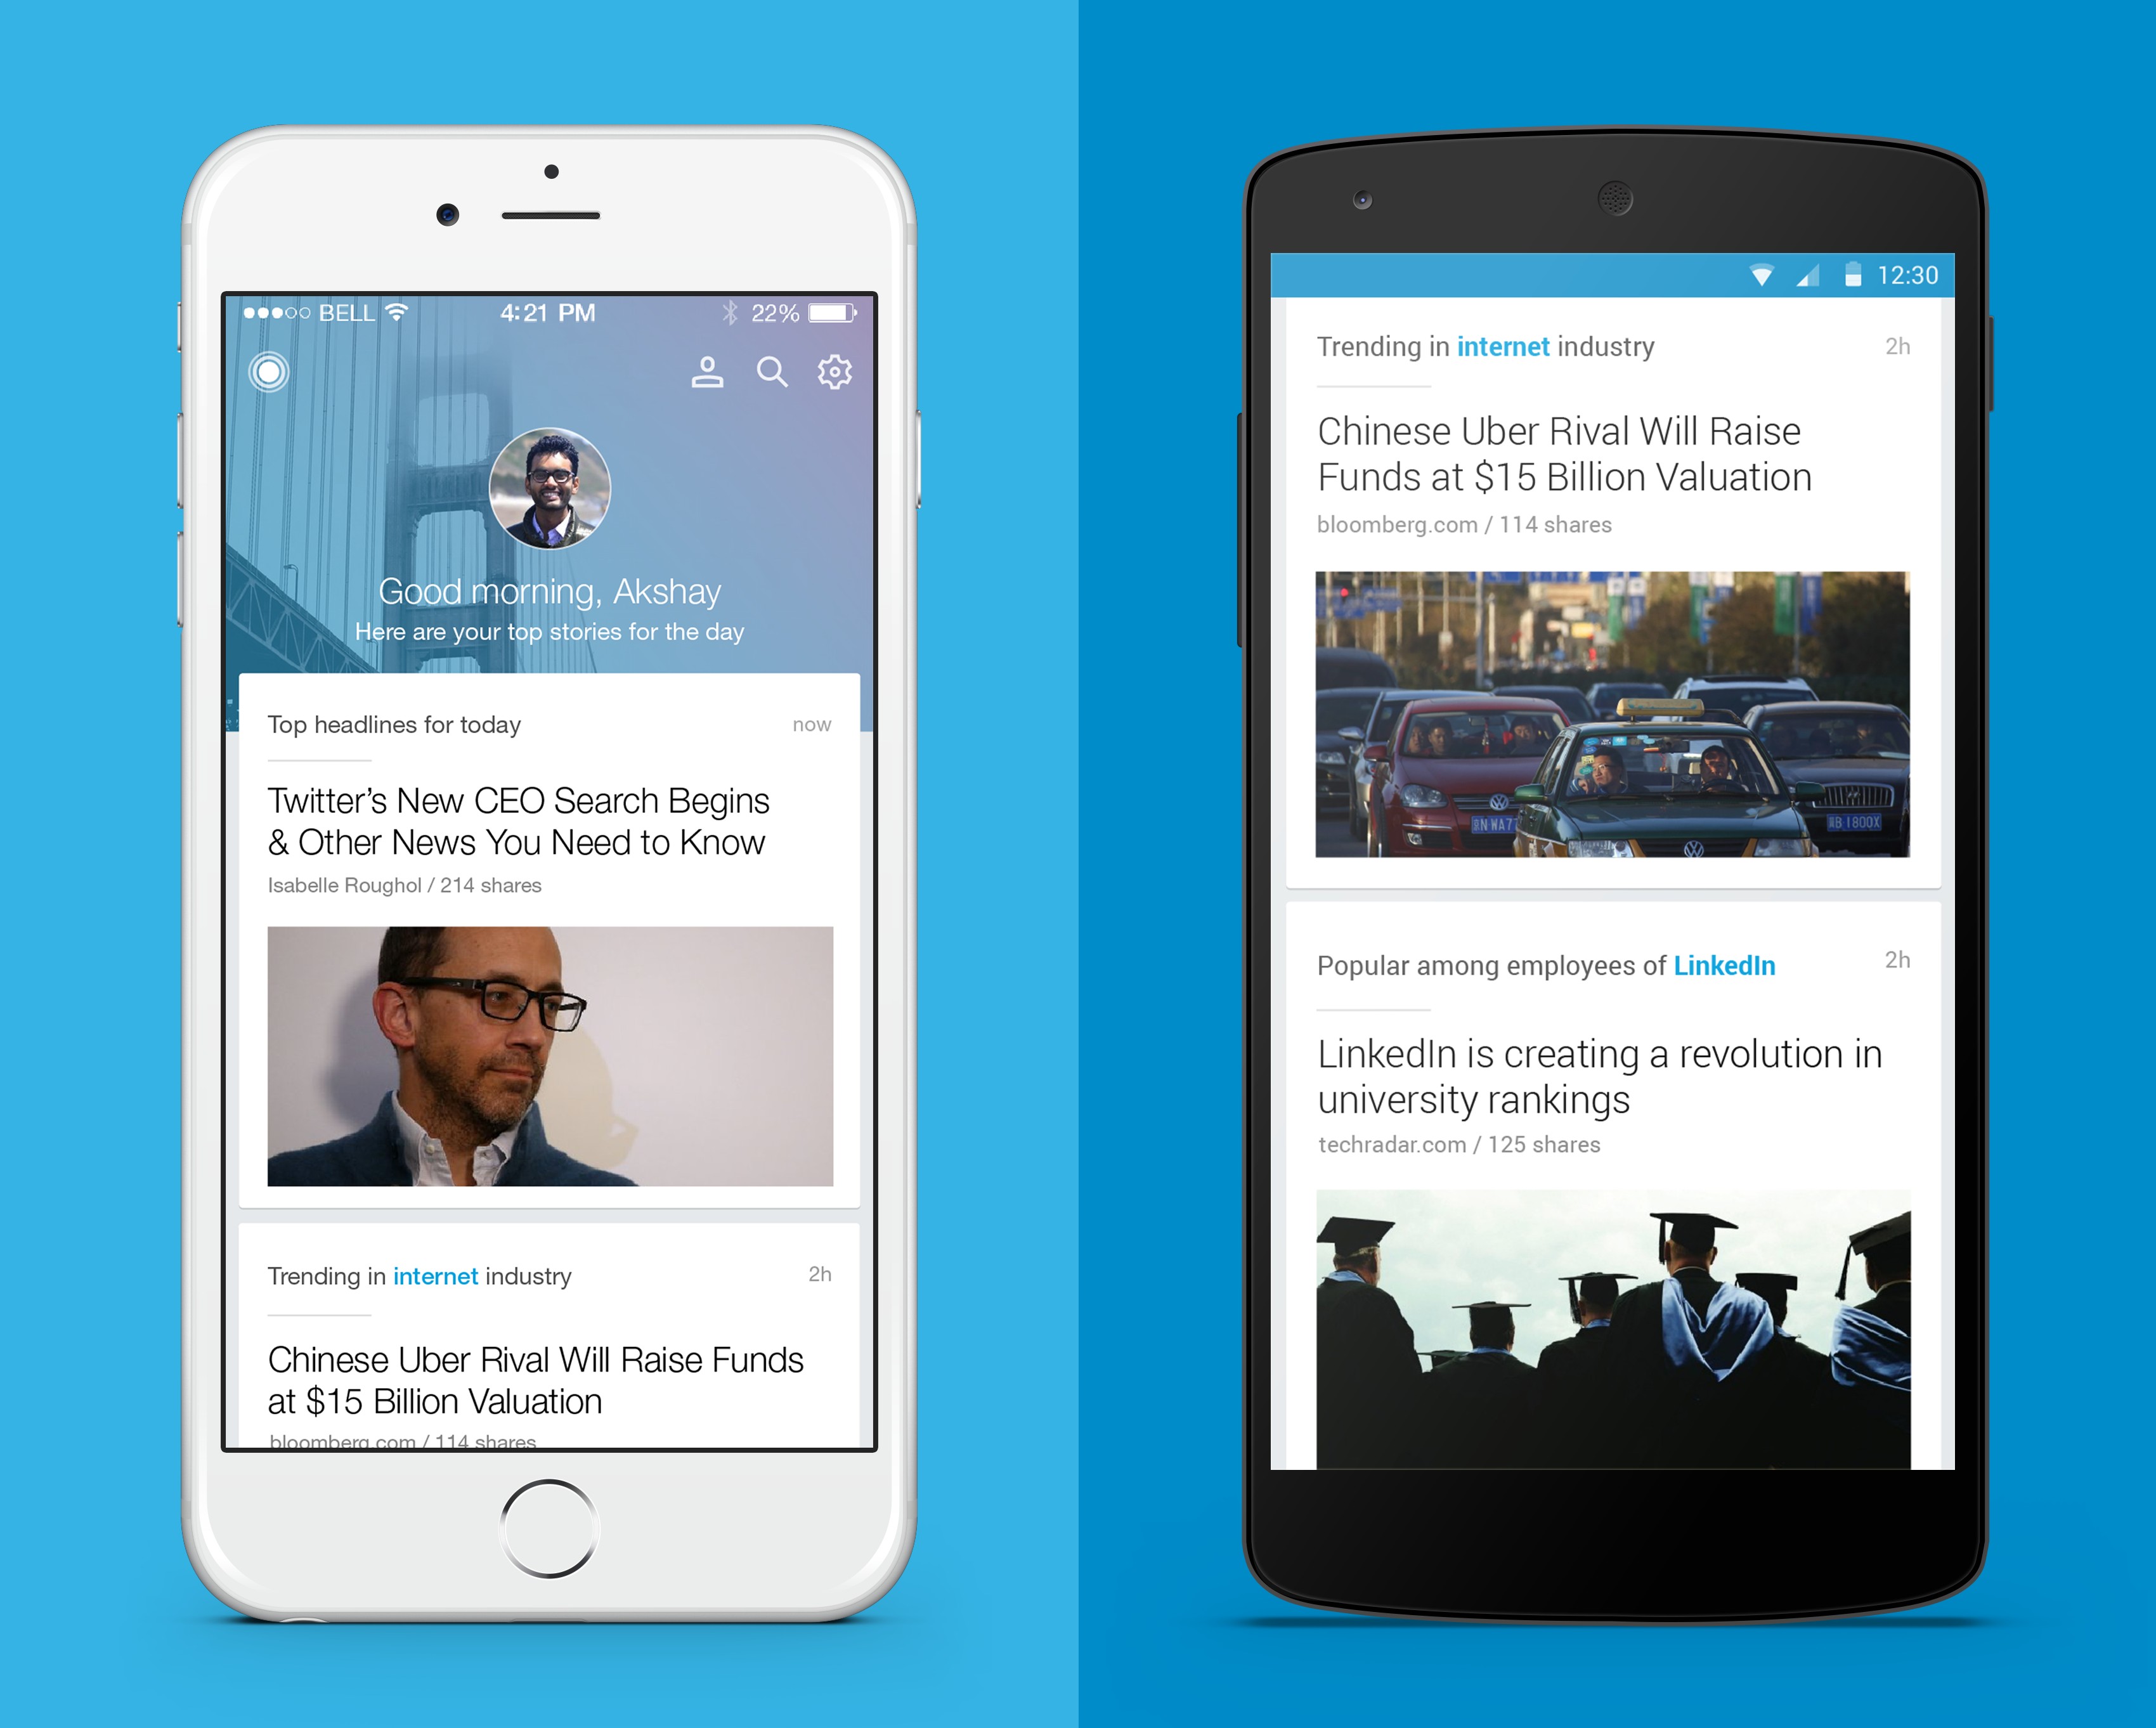 BELL
4:21 PM
22%
Good morning, Akshay
Here are your top stories for the day
Top headlines for today
now
Twitter’s New CEO Search Begins
& Other News You Need to Know
Isabelle Roughol / 214 shares
Trending in internet industry
2h
Chinese Uber Rival Will Raise Funds
at $15 Billion Valuation
bloomberg.com / 114 shares
12:30
Trending in internet industry
2h
Chinese Uber Rival Will Raise
Funds at $15 Billion Valuation
bloomberg.com / 114 shares
Popular among employees of LinkedIn
2h
LinkedIn is creating a revolution in
university rankings
techradar.com / 125 shares